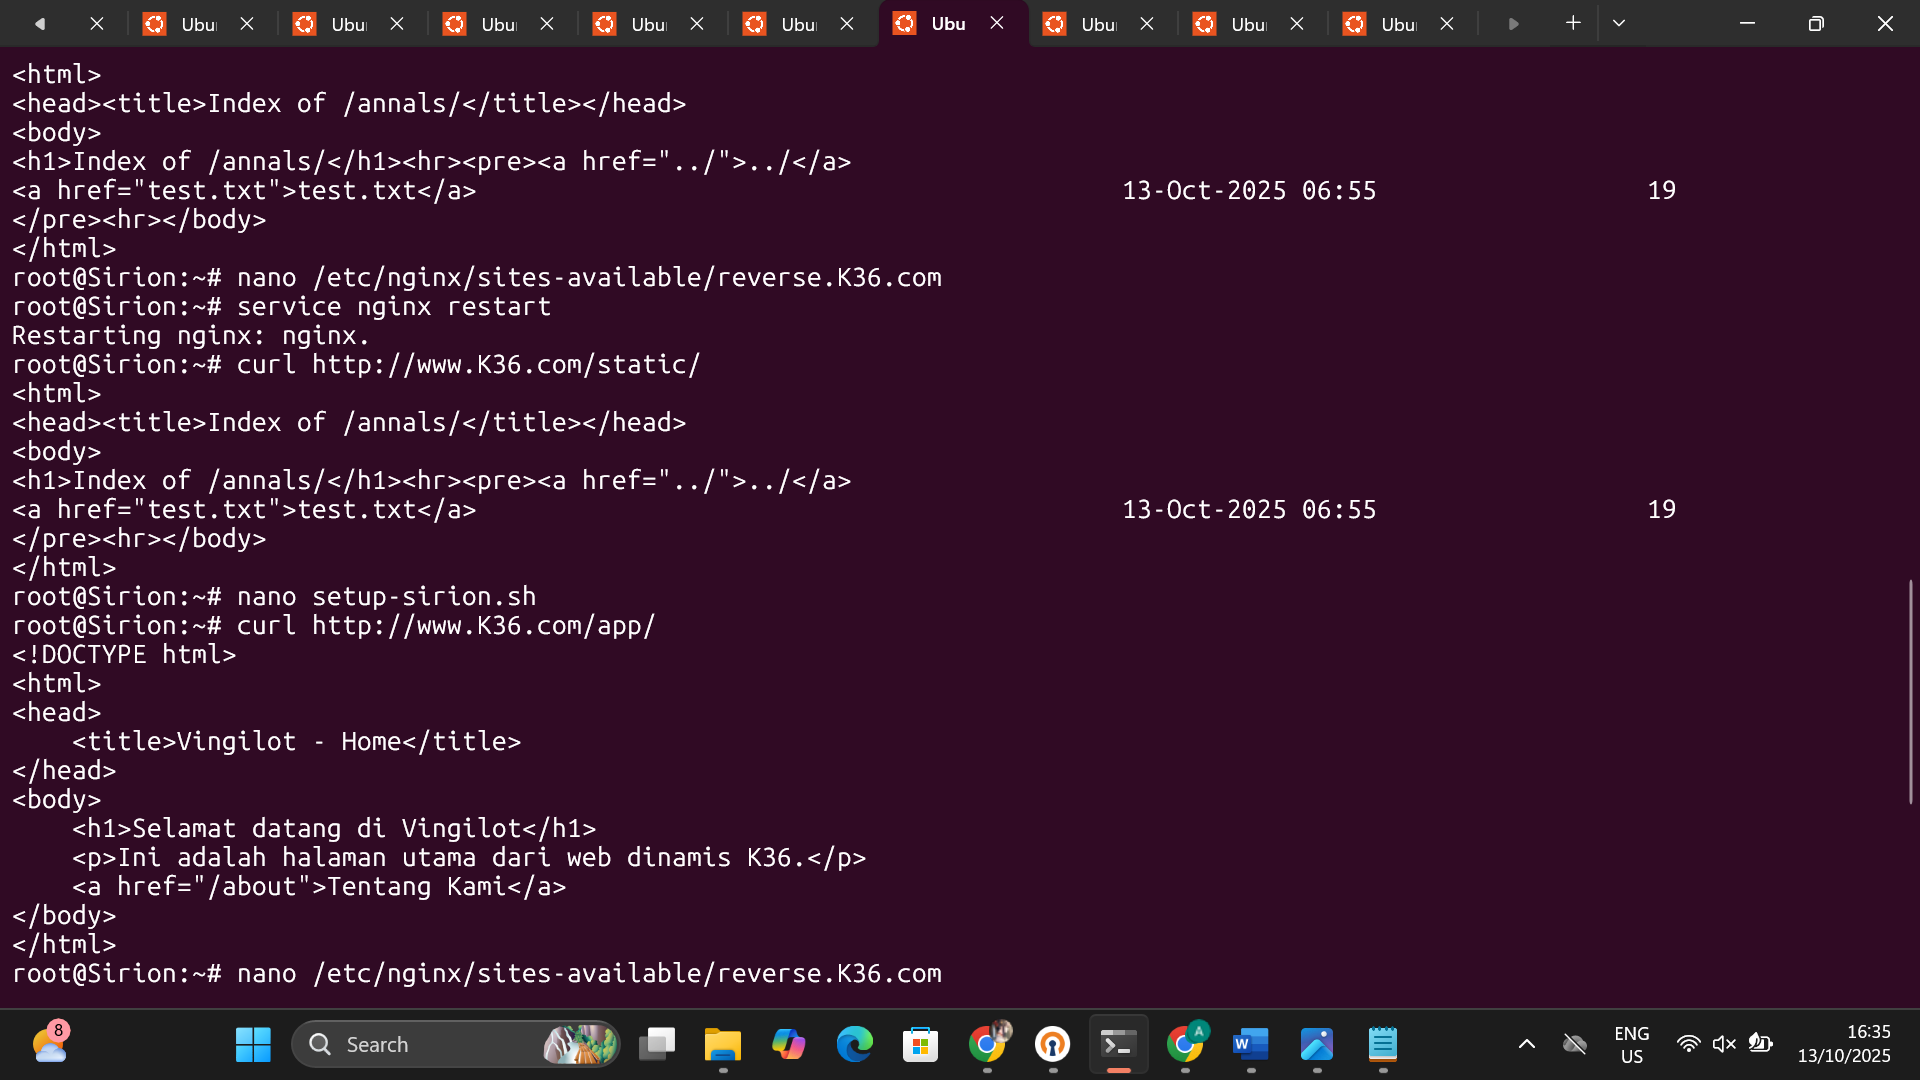 Ubu Ubu Ubu Ubu Ubu Ubu Ubu Ubu Ubu
<html>
<head><title>Index of /annals/</title></head>
<body>
<h1>Index of /annals/</h1><hr><pre><a href="../">../</a>
<a href="test.txt">test.txt</a> 13-Oct-2025 06:55 19
</pre><hr></body>
</html>
root@Sirion:~# nano /etc/nginx/sites-available/reverse.K36.com
root@Sirion:~# service nginx restart
Restarting nginx: nginx.
root@Sirion:~# curl http://www.K36.com/static/
<html>
<head><title>Index of /annals/</title></head>
<body>
<h1>Index of /annals/</h1><hr><pre><a href="../">../</a>
<a href="test.txt">test.txt</a> 13-Oct-2025 06:55 19
</pre><hr></body>
</html>
root@Sirion:~# nano setup-sirion.sh
root@Sirion:~# curl http://www.K36.com/app/
<!DOCTYPE html>
<html>
<head>
    <title>Vingilot - Home</title>
</head>
<body>
    <h1>Selamat datang di Vingilot</h1>
    <p>Ini adalah halaman utama dari web dinamis K36.</p>
    <a href="/about">Tentang Kami</a>
</body>
</html>
root@Sirion:~# nano /etc/nginx/sites-available/reverse.K36.com
8 Search A W ENG 16:35
US 13/10/2025